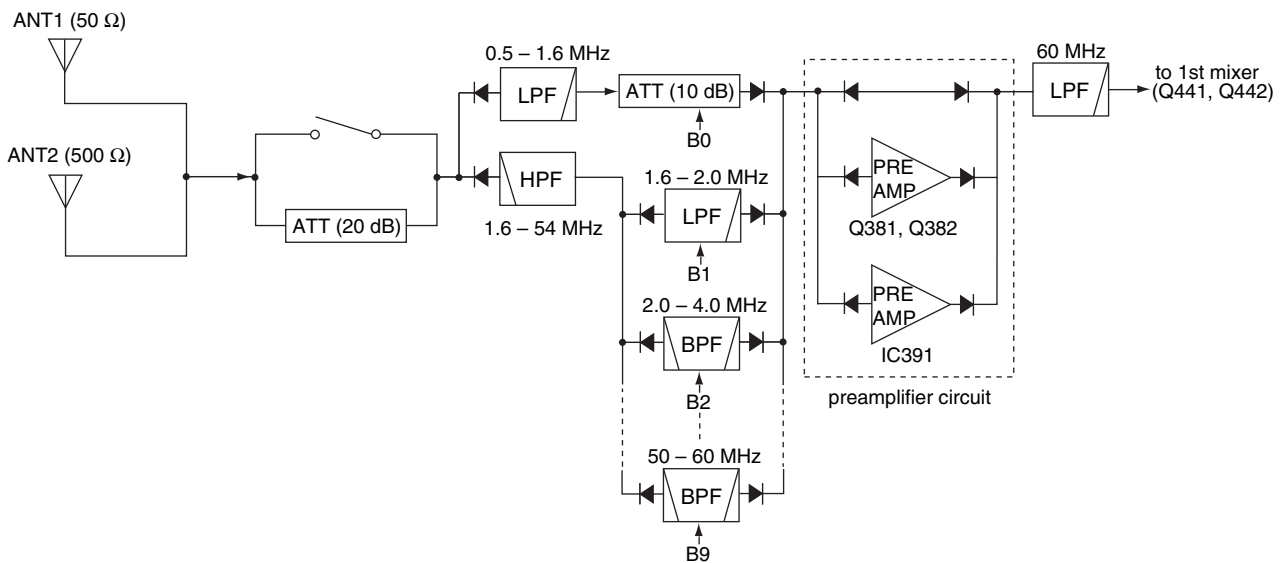 ANT1 (50 Ω)
ANT2 (500 Ω)
ATT (20 dB)
0.5 – 1.6 MHz
LPF
ATT (10 dB)
B0
HPF
1.6 – 54 MHz
1.6 – 2.0 MHz
LPF
B1
2.0 – 4.0 MHz
BPF
B2
50 – 60 MHz
BPF
B9
PRE
AMP
Q381, Q382
PRE
AMP
IC391
preamplifier circuit
60 MHz
LPF
to 1st mixer
(Q441, Q442)